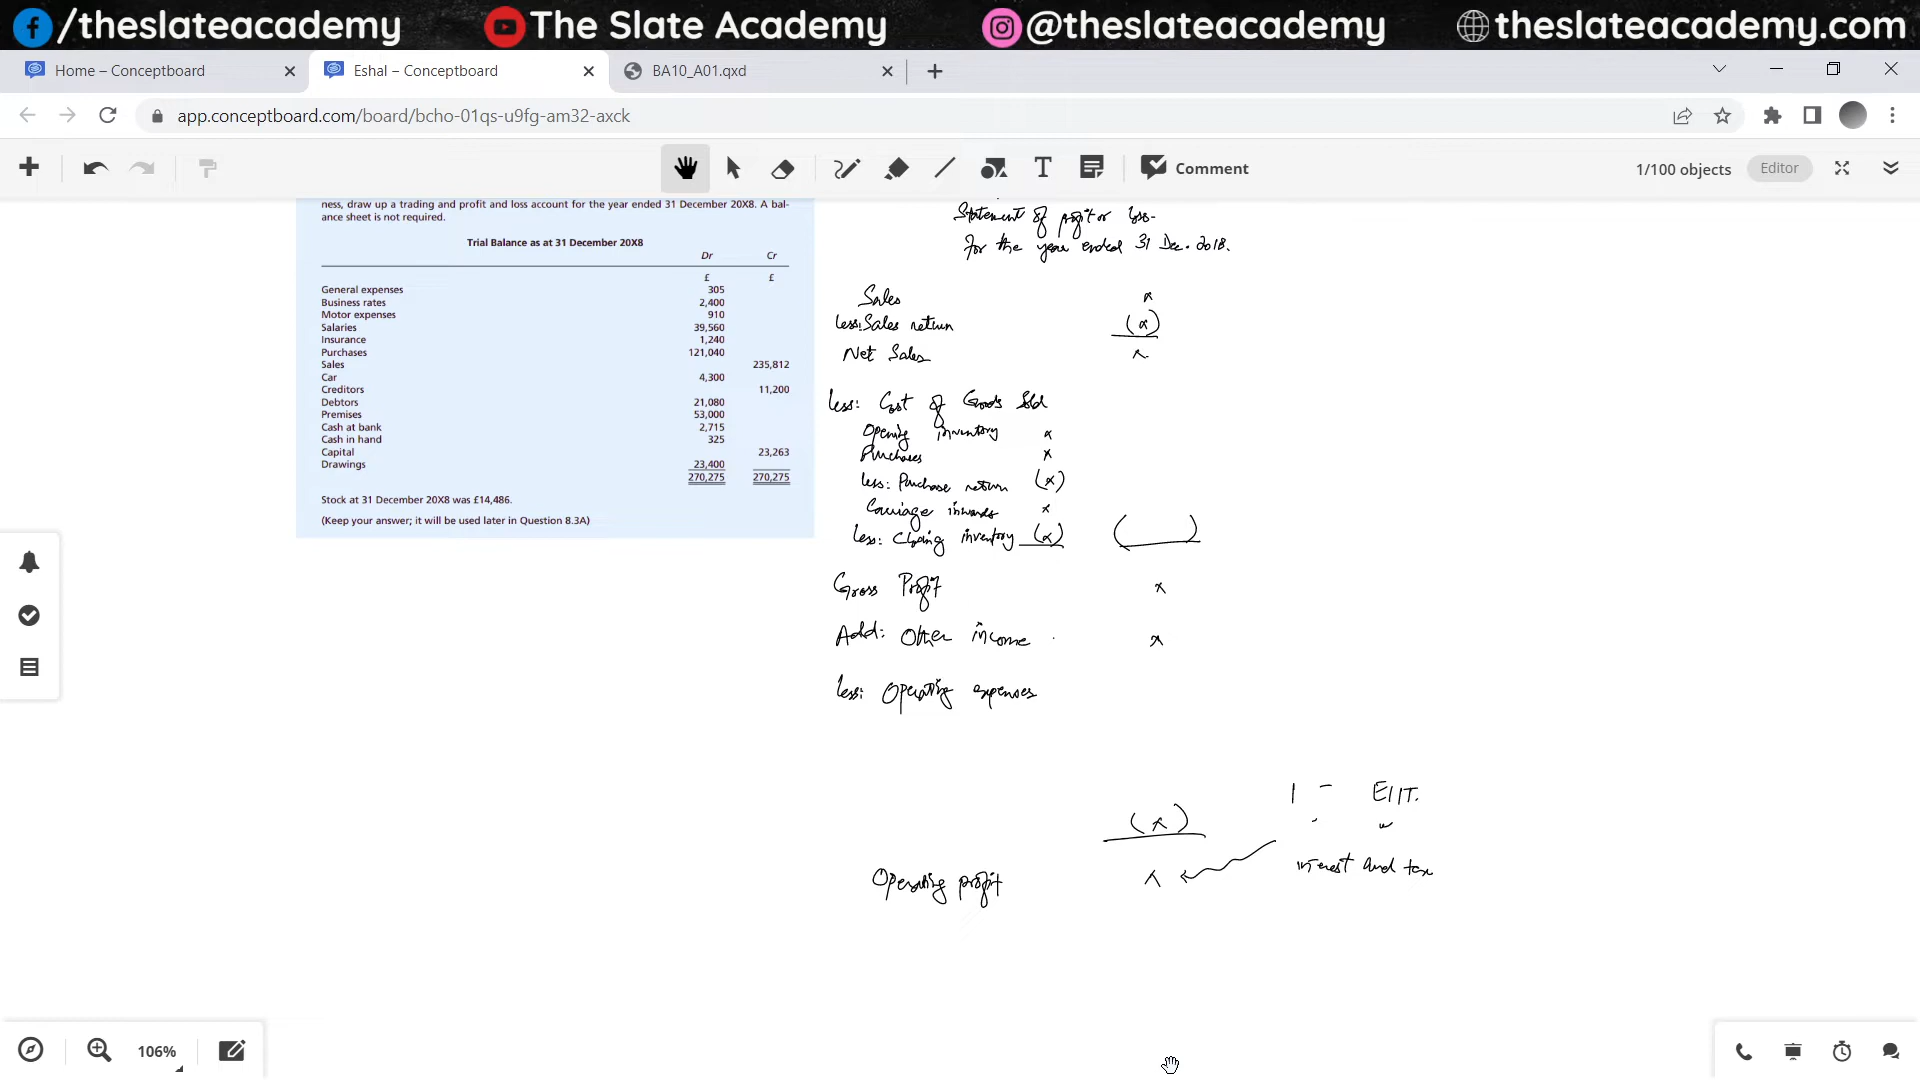 /theslateacademy The Slate Academy @theslateacademy theslateacademy.com
Home – Conceptboard Eshal – Conceptboard BA10_A01.qxd
app.conceptboard.com/board/bcho-01qs-u9fg-am32-axck
T Comment 1/100 objects Editor
ness, draw up a trading and profit and loss account for the year ended 31 December 20X8. A bal-
ance sheet is not required.
Trial Balance as at 31 December 20X8
Dr Cr
£ £
General expenses 305
Business rates 2,400
Motor expenses 910
Salaries 39,560
Insurance 1,240
Purchases 121,040
Sales 235,812
Car 4,300
Creditors 11,200
Debtors 21,080
Premises 53,000
Cash at bank 2,715
Cash in hand 325
Capital 23,263
Drawings 23,400
270,275 270,275
Stock at 31 December 20X8 was £14,486.
(Keep your answer; it will be used later in Question 8.3A)
Statement of profit or loss
For the year ended 31 Dec. 2018.
Sales x
less: Sales return (x)
Net Sales x
less: Cost of Goods Sold
Opening inventory x
Purchases x
less: Purchase return (x)
Carriage inwards x
less: Closing inventory (x) ( )
Gross Profit x
Add: Other income x
less: Operating expenses
(x)
Operating profit x
interest and tax
106%